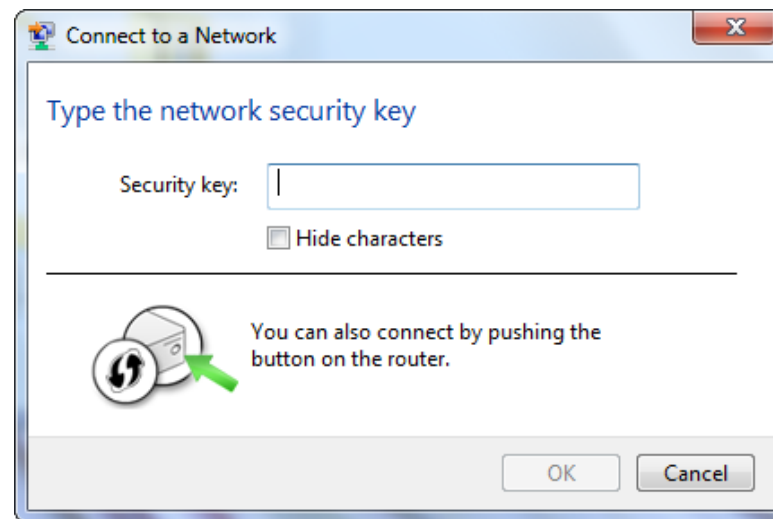 Connect to a Network
Type the network security key
Security key:
Hide characters
You can also connect by pushing the
button on the router.
OK
Cancel